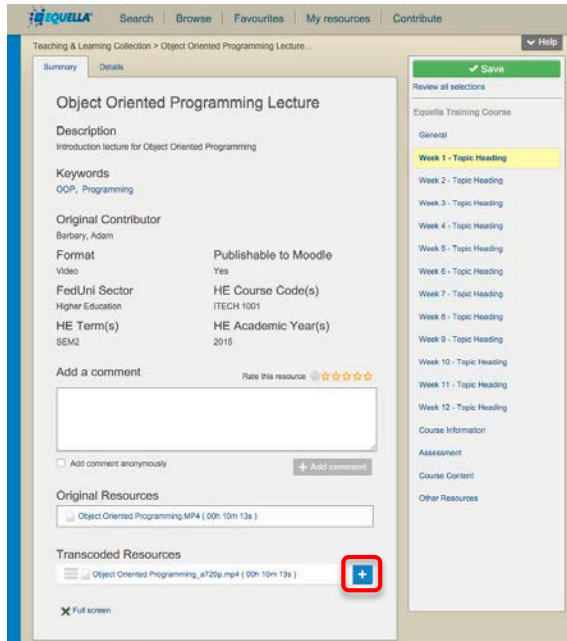 EQUELLA Search Browse Favourites My resources Contribute
Teaching & Learning Collection > Object Oriented Programming Lecture...
Help
Summary Details
Object Oriented Programming Lecture
Description
Introduction lecture for Object Oriented Programming
Keywords
OOP, Programming
Original Contributor
Barbary, Adam
Format Publishable to Moodle
Video Yes
FedUni Sector HE Course Code(s)
Higher Education ITECH 1001
HE Term(s) HE Academic Year(s)
SEM2 2015
Add a comment Rate this resource
Add comment anonymously + Add comment
Original Resources
Object Oriented Programming.MP4 ( 00h 10m 13s )
Transcoded Resources
Object Oriented Programming_a720p.mp4 ( 00h 10m 13s ) +
Full screen
Save
Review all selections
Equella Training Course
General
Week 1 - Topic Heading
Week 2 - Topic Heading
Week 3 - Topic Heading
Week 4 - Topic Heading
Week 5 - Topic Heading
Week 6 - Topic Heading
Week 7 - Topic Heading
Week 8 - Topic Heading
Week 9 - Topic Heading
Week 10 - Topic Heading
Week 11 - Topic Heading
Week 12 - Topic Heading
Course Information
Assessment
Course Content
Other Resources